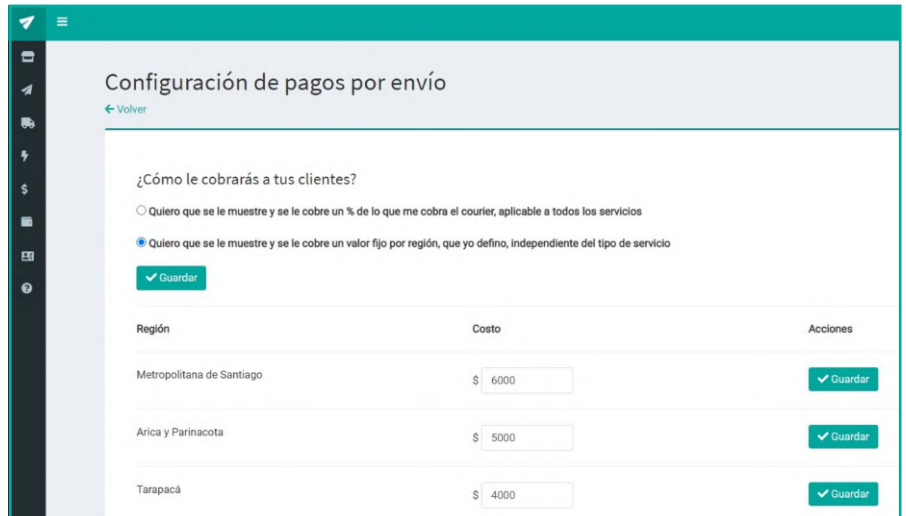 Configuración de pagos por envío
← Volver
¿Cómo le cobrarás a tus clientes?
Quiero que se le muestre y se le cobre un % de lo que me cobra el courier, aplicable a todos los servicios
Quiero que se le muestre y se le cobre un valor fijo por región, que yo defino, independiente del tipo de servicio
✓ Guardar
Región Costo Acciones
Metropolitana de Santiago $ 6000 ✓ Guardar
Arica y Parinacota $ 5000 ✓ Guardar
Tarapacá $ 4000 ✓ Guardar